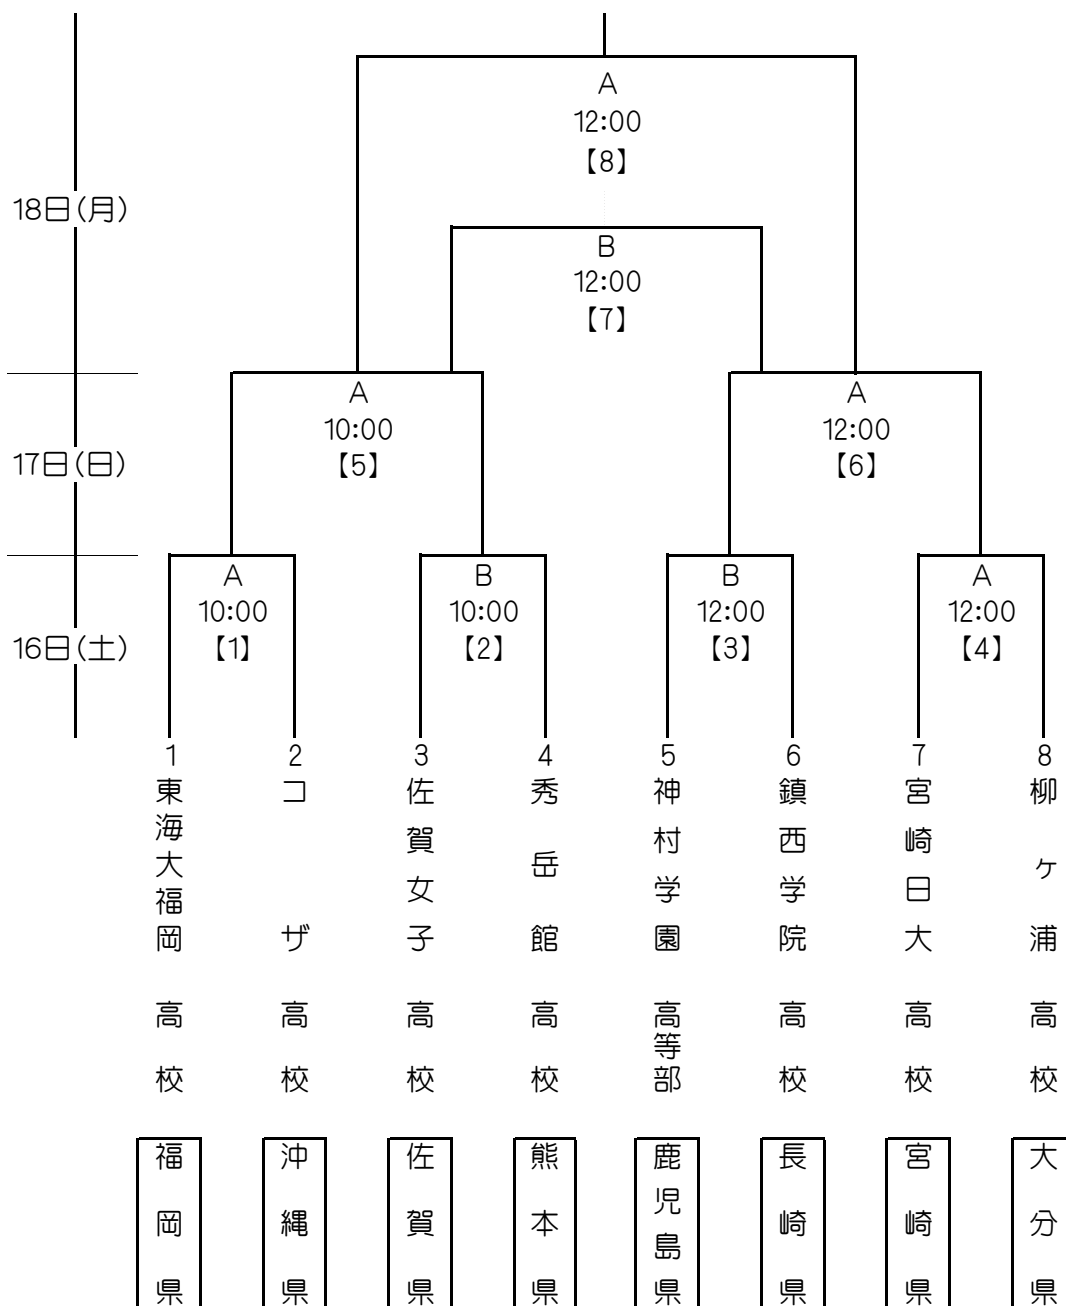 A
12:00
【8】
18日(月)
B
12:00
【7】
A
10:00
【5】
A
12:00
【6】
17日(日)
A
10:00
【1】
B
10:00
【2】
B
12:00
【3】
A
12:00
【4】
16日(土)
1
東海大福岡高校
福岡県
2
コザ高校
沖縄県
3
佐賀女子高校
佐賀県
4
秀岳館高校
熊本県
5
神村学園高等部
鹿児島県
6
鎮西学院高校
長崎県
7
宮崎日大高校
宮崎県
8
柳ヶ浦高校
大分県